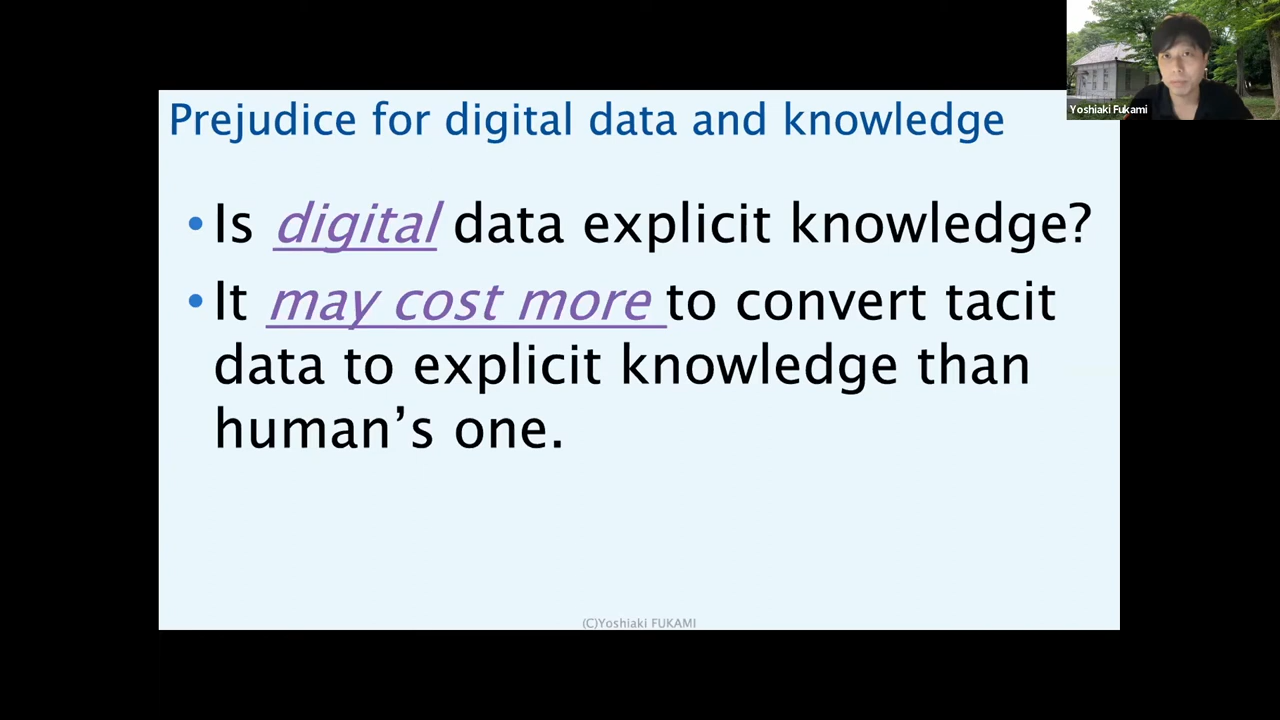 Yoshiaki Fukami
Prejudice for digital data and knowledge
•Is digital data explicit knowledge?
•It may cost more to convert tacit
data to explicit knowledge than
human’s one.
(C)Yoshiaki FUKAMI